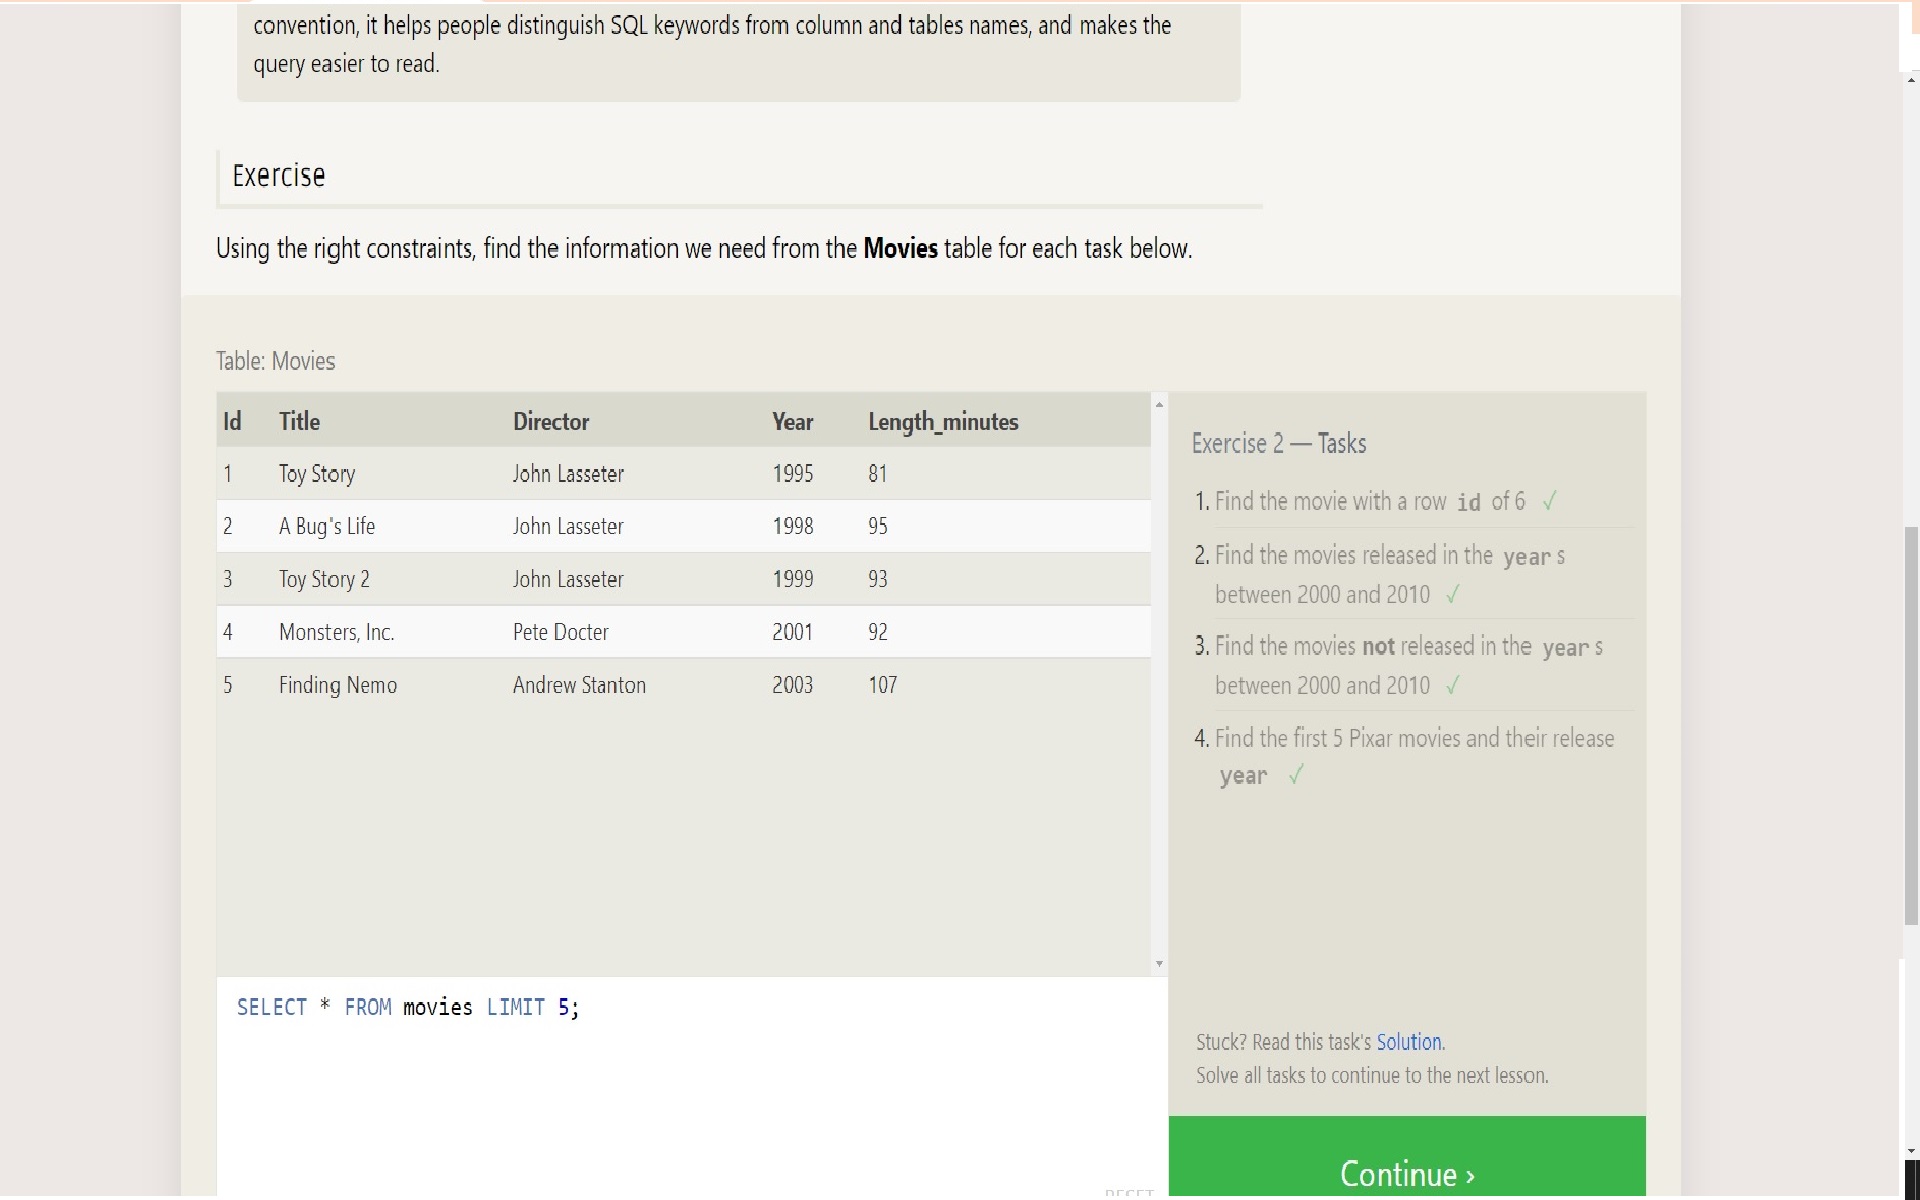 convention, it helps people distinguish SQL keywords from column and tables names, and makes the
query easier to read.
Exercise
Using the right constraints, find the information we need from the Movies table for each task below.
Table: Movies
Id Title Director Year Length_minutes
1 Toy Story John Lasseter 1995 81
2 A Bug's Life John Lasseter 1998 95
3 Toy Story 2 John Lasseter 1999 93
4 Monsters, Inc. Pete Docter 2001 92
5 Finding Nemo Andrew Stanton 2003 107
SELECT * FROM movies LIMIT 5;
RESET
Exercise 2 — Tasks
1. Find the movie with a row id of 6 ✓
2. Find the movies released in the year s
between 2000 and 2010 ✓
3. Find the movies not released in the year s
between 2000 and 2010 ✓
4. Find the first 5 Pixar movies and their release
year ✓
Stuck? Read this task's Solution.
Solve all tasks to continue to the next lesson.
Continue ›